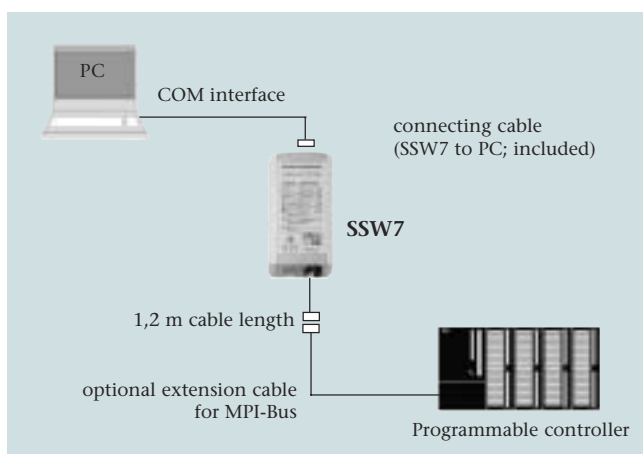 PC
COM interface
connecting cable
(SSW7 to PC; included)
SSW7
1,2 m cable length
optional extension cable
for MPI-Bus
Programmable controller